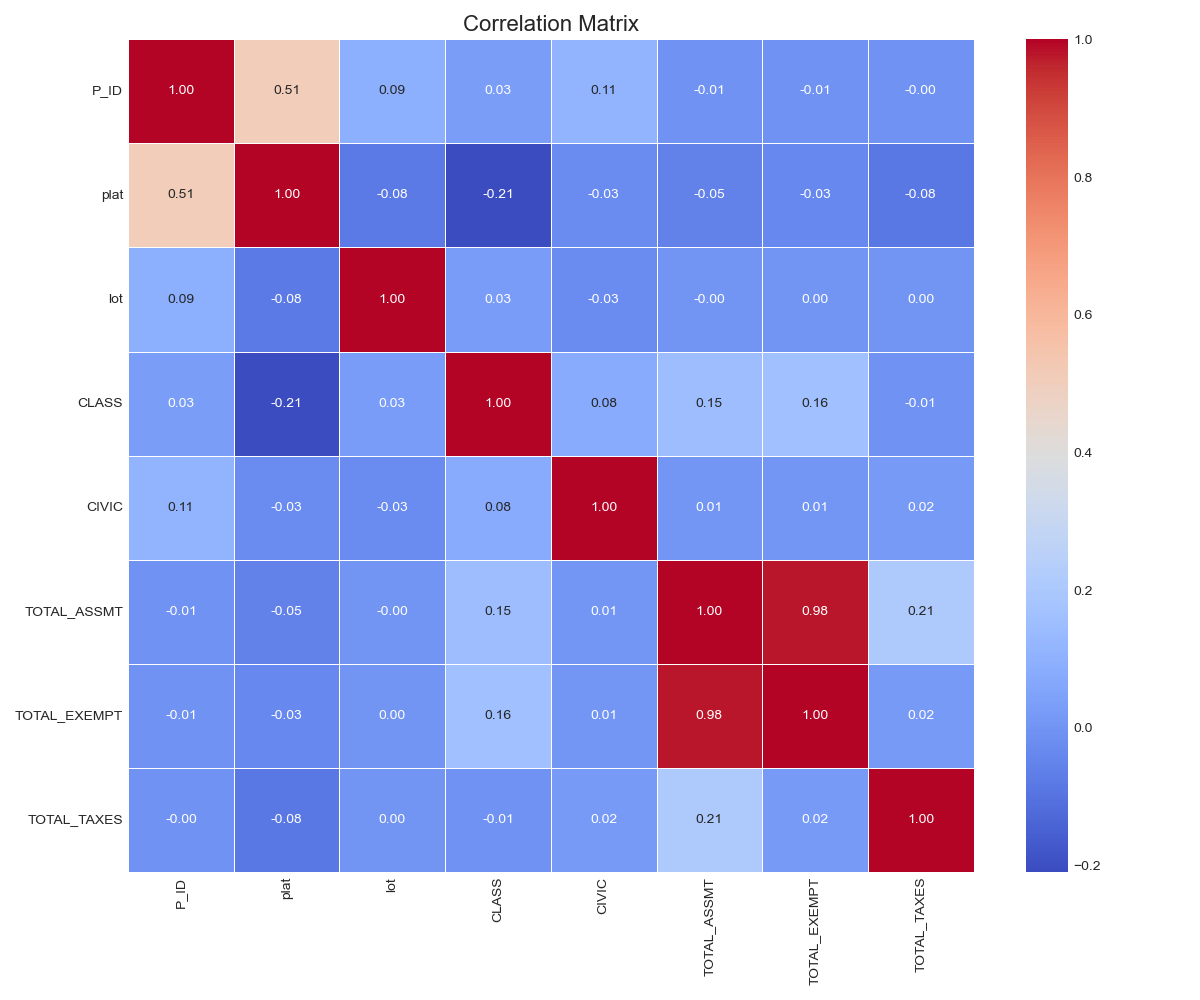 Correlation Matrix
P_ID 1.00 0.51 0.09 0.03 0.11 -0.01 -0.01 -0.00
plat 0.51 1.00 -0.08 -0.21 -0.03 -0.05 -0.03 -0.08
lot 0.09 -0.08 1.00 0.03 -0.03 -0.00 0.00 0.00
CLASS 0.03 -0.21 0.03 1.00 0.08 0.15 0.16 -0.01
CIVIC 0.11 -0.03 -0.03 0.08 1.00 0.01 0.01 0.02
TOTAL_ASSMT -0.01 -0.05 -0.00 0.15 0.01 1.00 0.98 0.21
TOTAL_EXEMPT -0.01 -0.03 0.00 0.16 0.01 0.98 1.00 0.02
TOTAL_TAXES -0.00 -0.08 0.00 -0.01 0.02 0.21 0.02 1.00
P_ID plat lot CLASS CIVIC TOTAL_ASSMT TOTAL_EXEMPT TOTAL_TAXES
1.0
0.8
0.6
0.4
0.2
0.0
−0.2